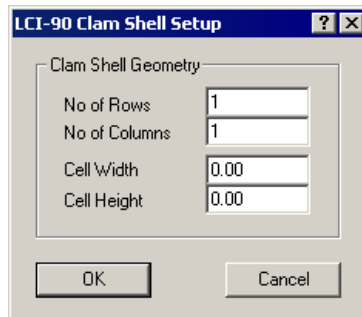 LCI-90 Clam Shell Setup ? ×
Clam Shell Geometry
No of Rows 1
No of Columns 1
Cell Width 0.00
Cell Height 0.00
OK Cancel